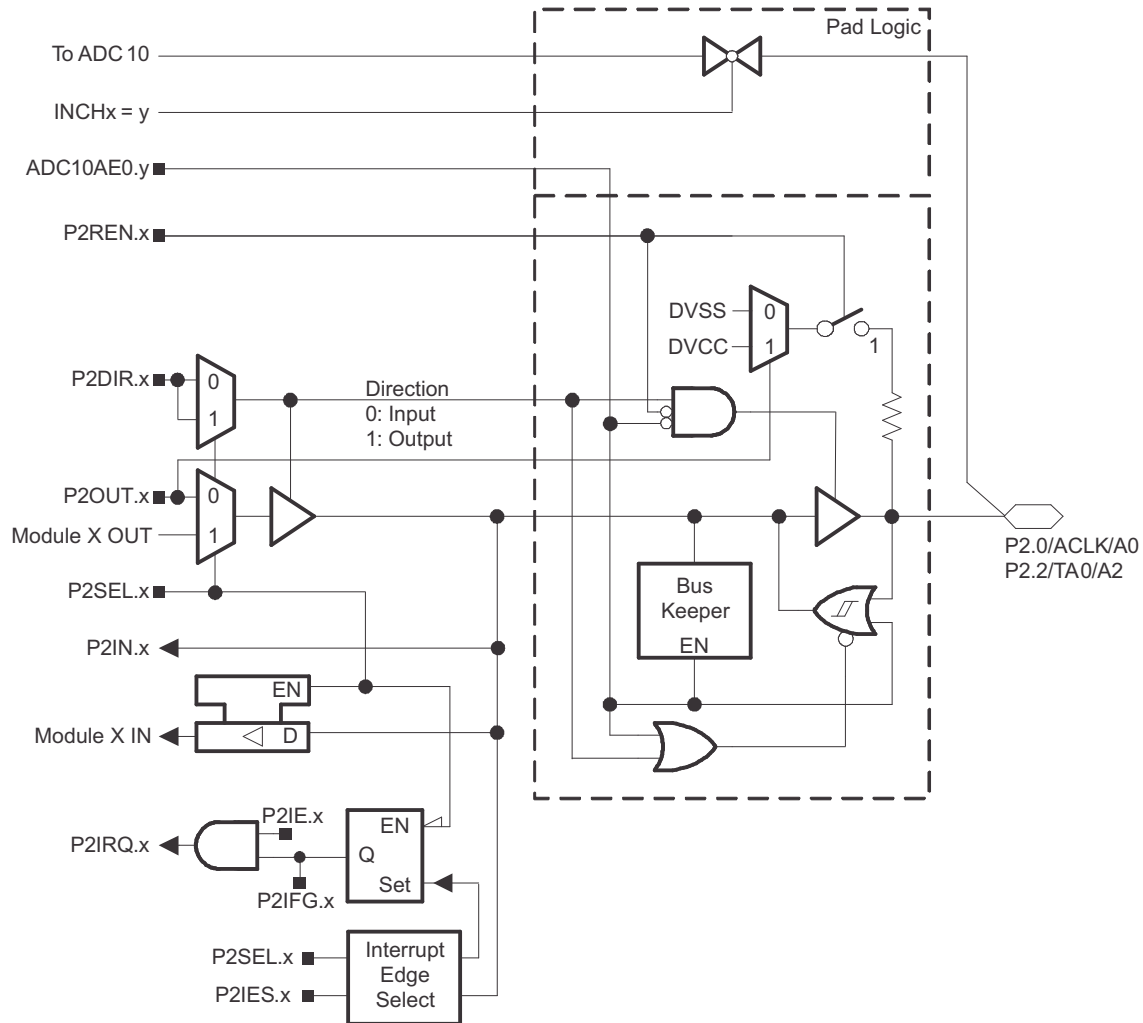 Pad Logic
To ADC 10
INCHx = y
ADC10AE0.y
P2REN.x
DVSS
0
DVCC
1
1
P2DIR.x
0
1
Direction
0: Input
1: Output
P2OUT.x
0
Module X OUT
1
P2.0/ACLK/A0
P2.2/TA0/A2
P2SEL.x
Bus
Keeper
EN
P2IN.x
EN
Module X IN
D
P2IE.x
EN
P2IRQ.x
Q
Set
P2IFG.x
P2SEL.x
P2IES.x
Interrupt
Edge
Select